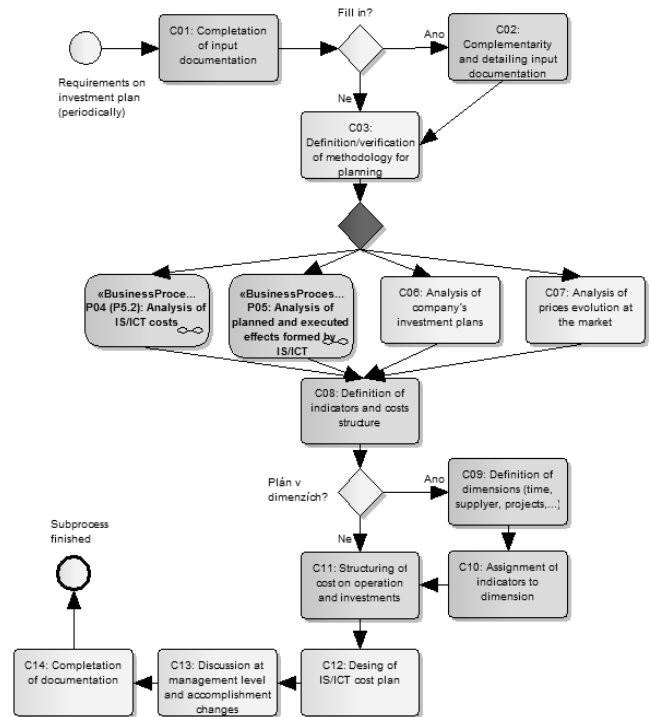 Fill in?
C01: Completation
of input
documentation
Ano
C02:
Complementarity
and detailing input
documentation
Requirements on
investment plan
(periodically)
Ne
C03:
Definition/verification
of methodology for
planning
«BusinessProce...
P04 (P5.2): Analysis of
IS/ICT costs
«BusinessProces...
P05: Analysis of
planned and executed
effects formed by
IS/ICT
C06: Analysis of
company's
investment plans
C07: Analysis of
prices evolution at
the market
C08: Definition of
indicators and costs
structure
Plán v
dimenzích?
Ano
C09: Definition of
dimensions (time,
supplyer, projects,...)
Ne
Subprocess
finished
C11: Structuring of
cost on operation
and investments
C10: Assignment of
indicators to
dimension
C14: Completation
of documentation
C13: Discussion at
management level
and accomplishment
changes
C12: Desing of
IS/ICT cost plan